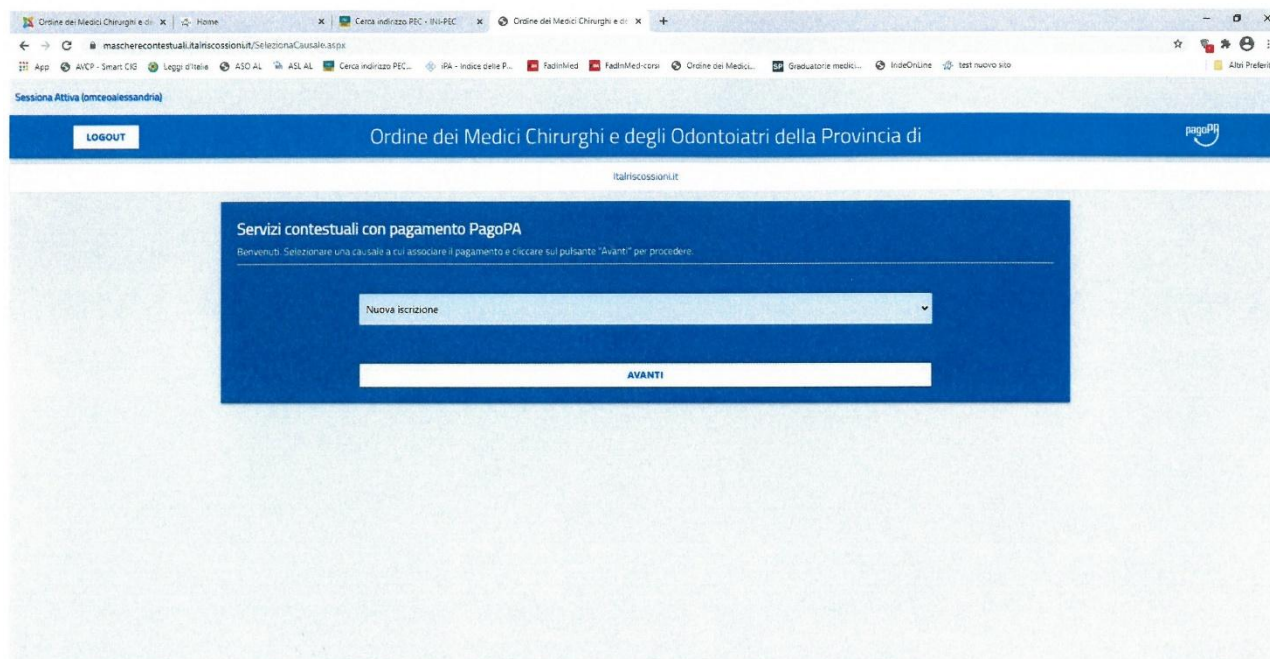 Ordine dei Medici Chirurghi e de
Home
Cerca indirizzo PEC - INI-PEC
Ordine dei Medici Chirurghi e de
mascherecontestuali.italriscossioni.it/SelezionaCausale.aspx
App AVCP - Smart CIG Leggi d'Italia ASO AL ASL AL Cerca indirizzo PEC... iPA - Indice delle P... FadInMed FadInMed-corsi Ordine dei Medici... SP Graduatorie medici... IndeOnLine test nuovo sito Altri Preferiti
Sessiona Attiva (omceoalessandria)
LOGOUT
Ordine dei Medici Chirurghi e degli Odontoiatri della Provincia di
pagoPA
Italriscossioni.it
Servizi contestuali con pagamento PagoPA
Benvenuti. Selezionare una causale a cui associare il pagamento e cliccare sul pulsante "Avanti" per procedere.
Nuova iscrizione
AVANTI